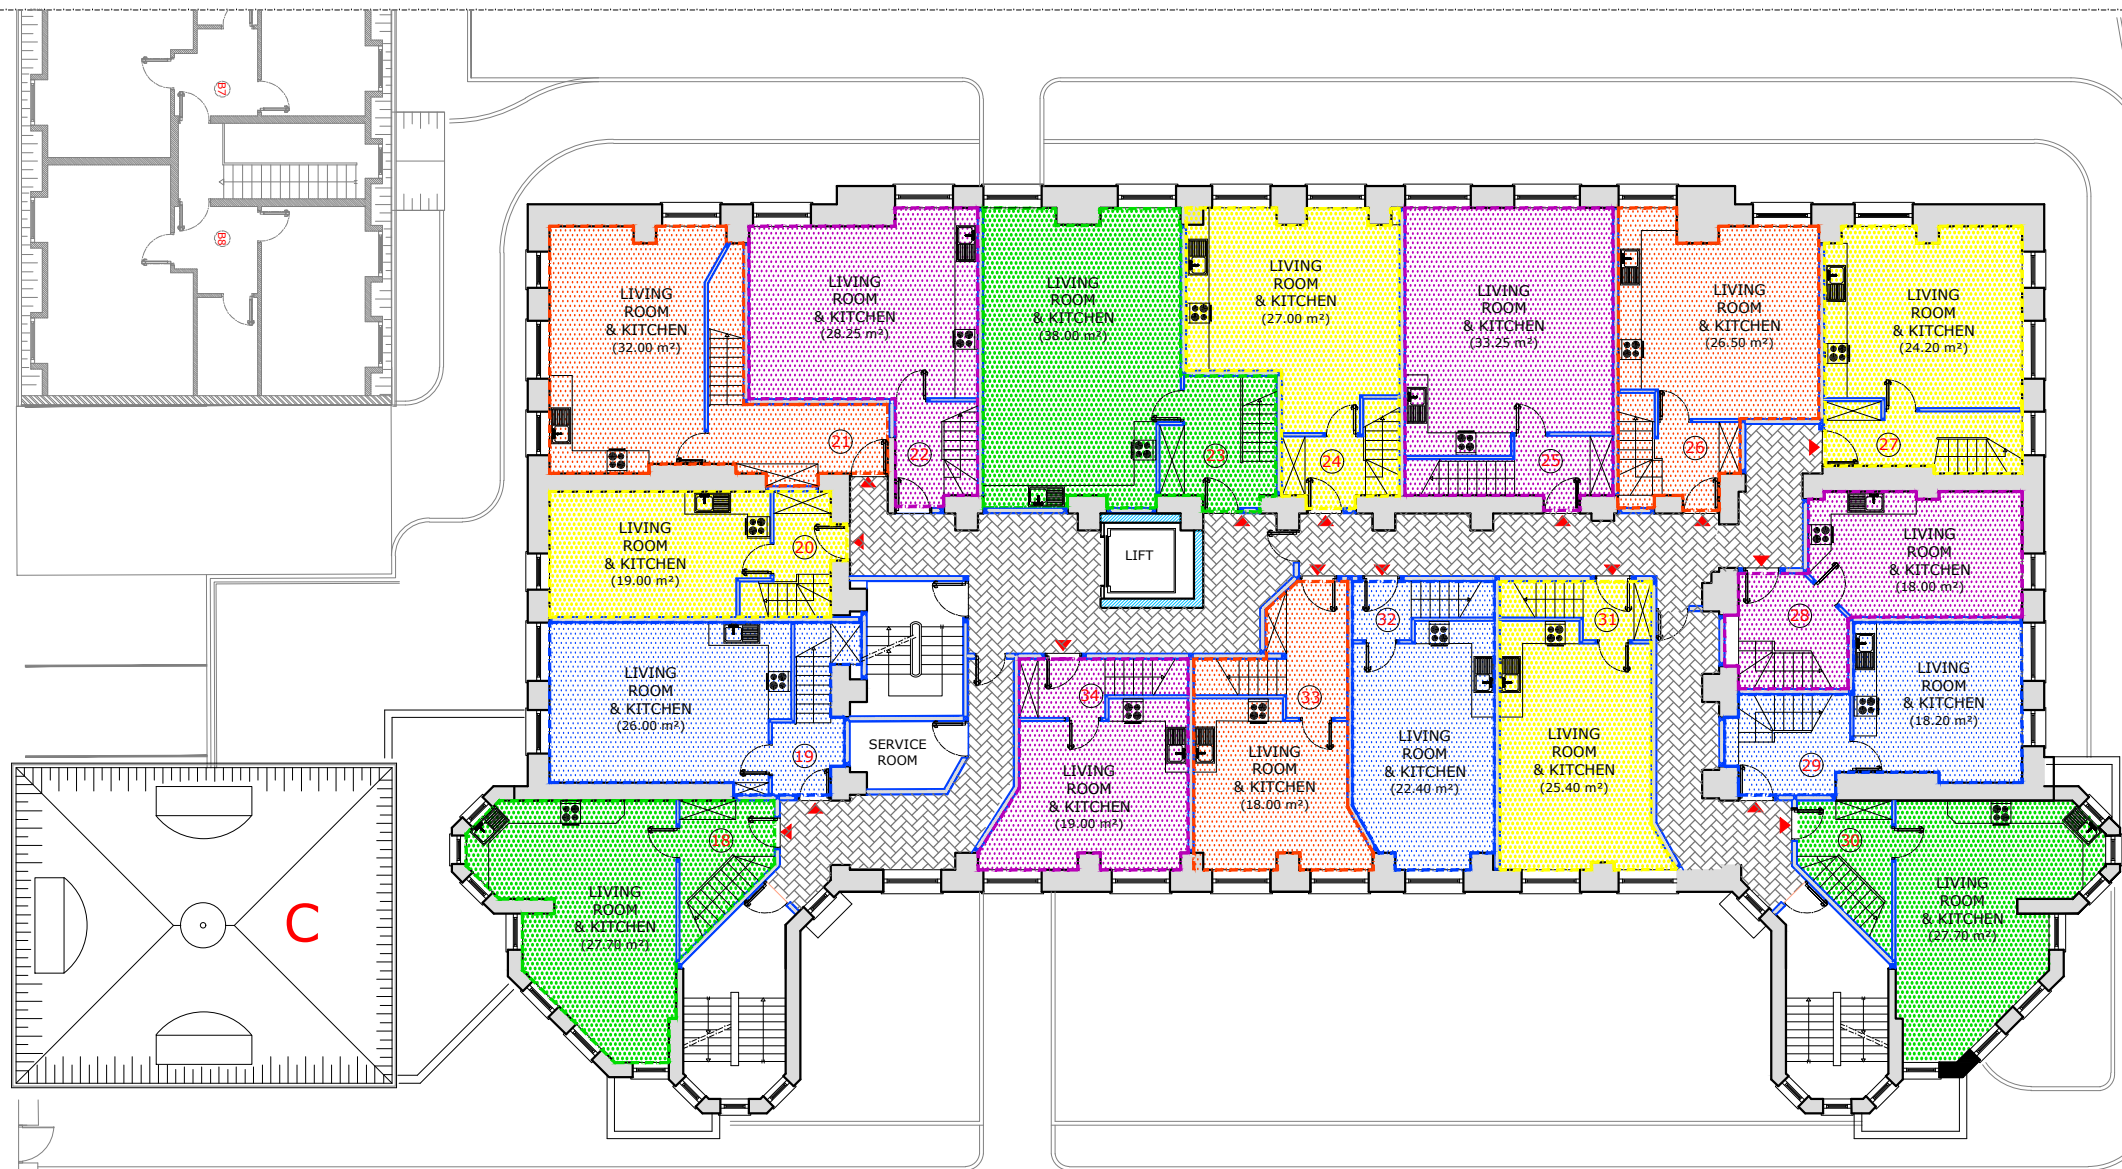 B7
B8
LIVING
ROOM
& KITCHEN
(32.00 m²)
21
LIVING
ROOM
& KITCHEN
(28.25 m²)
22
LIVING
ROOM
& KITCHEN
(38.00 m²)
23
LIVING
ROOM
& KITCHEN
(27.00 m²)
24
LIVING
ROOM
& KITCHEN
(33.25 m²)
25
LIVING
ROOM
& KITCHEN
(26.50 m²)
26
LIVING
ROOM
& KITCHEN
(24.20 m²)
27
LIVING
ROOM
& KITCHEN
(19.00 m²)
20
LIFT
LIVING
ROOM
& KITCHEN
(18.00 m²)
28
LIVING
ROOM
& KITCHEN
(26.00 m²)
19
SERVICE
ROOM
34
LIVING
ROOM
& KITCHEN
(19.00 m²)
33
LIVING
ROOM
& KITCHEN
(18.00 m²)
32
LIVING
ROOM
& KITCHEN
(22.40 m²)
31
LIVING
ROOM
& KITCHEN
(25.40 m²)
LIVING
ROOM
& KITCHEN
(18.20 m²)
29
C
18
LIVING
ROOM
& KITCHEN
(27.70 m²)
30
LIVING
ROOM
& KITCHEN
(27.70 m²)